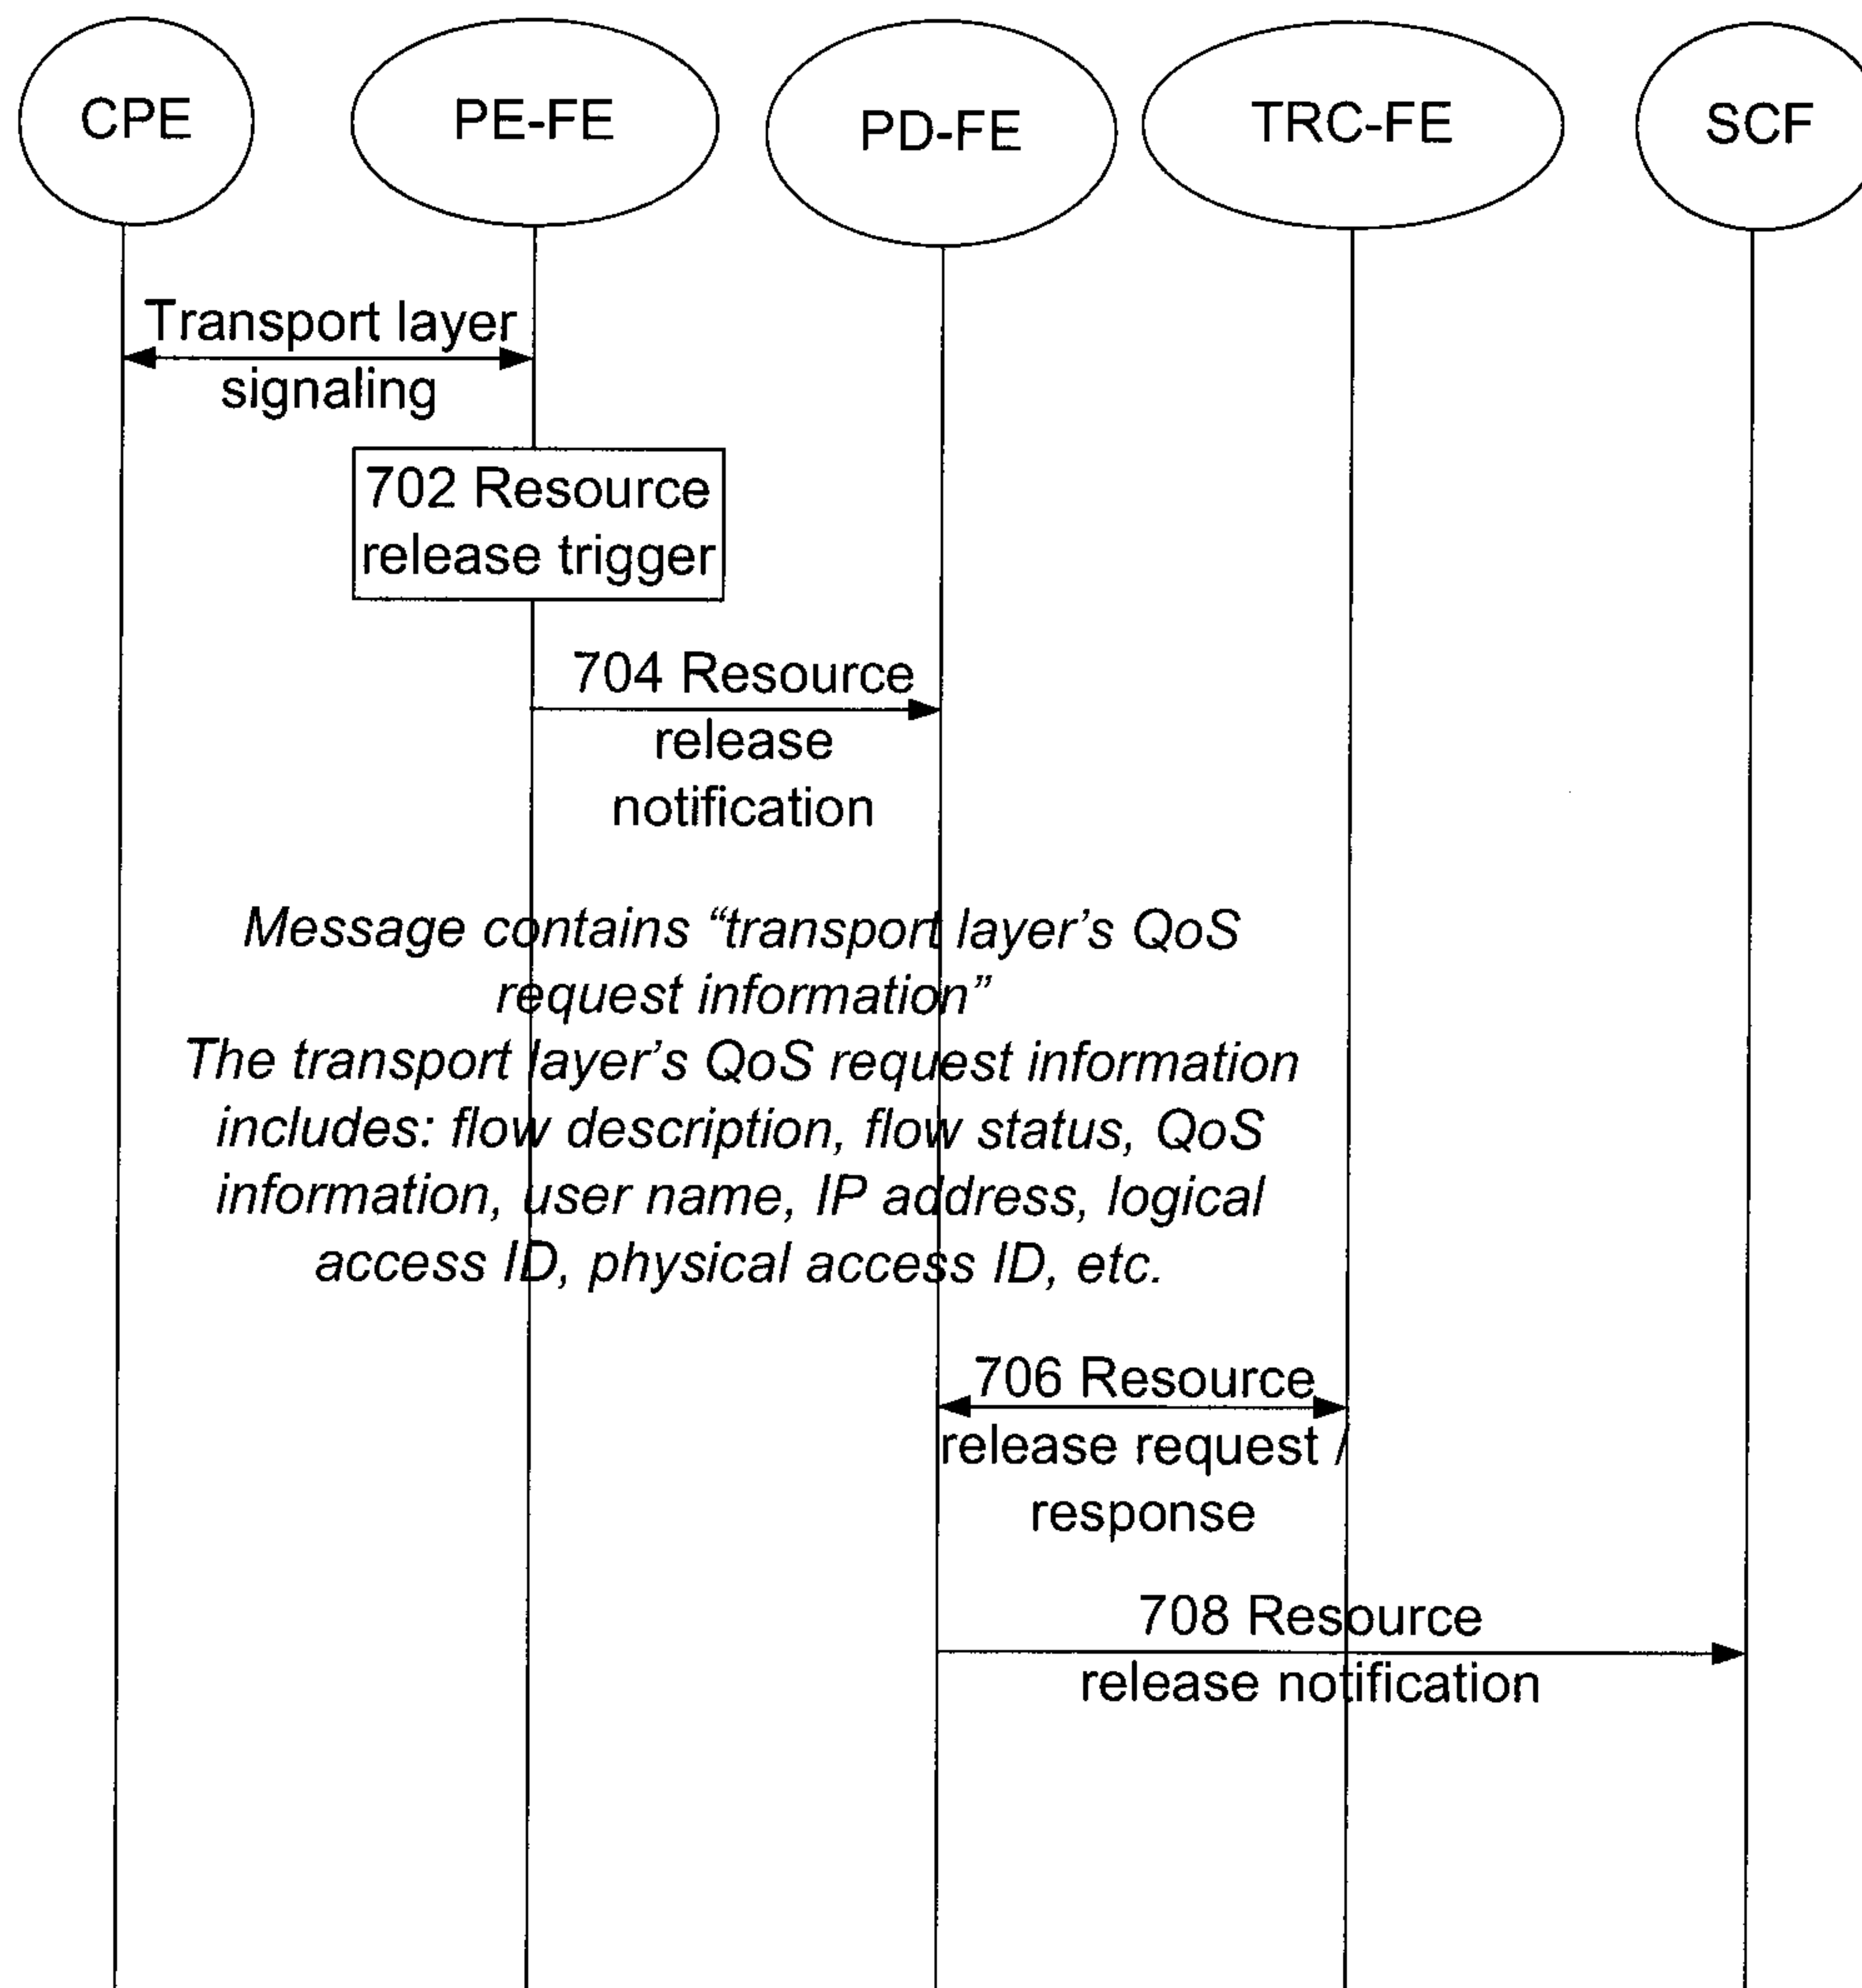 CPE
PE-FE
PD-FE
TRC-FE
SCF
Transport layer
signaling
702 Resource
release trigger
704 Resource
release
notification
Message contains “transport layer’s QoS
request information”
The transport layer’s QoS request information
includes: flow description, flow status, QoS
information, user name, IP address, logical
access ID, physical access ID, etc.
706 Resource
release request /
response
708 Resource
release notification